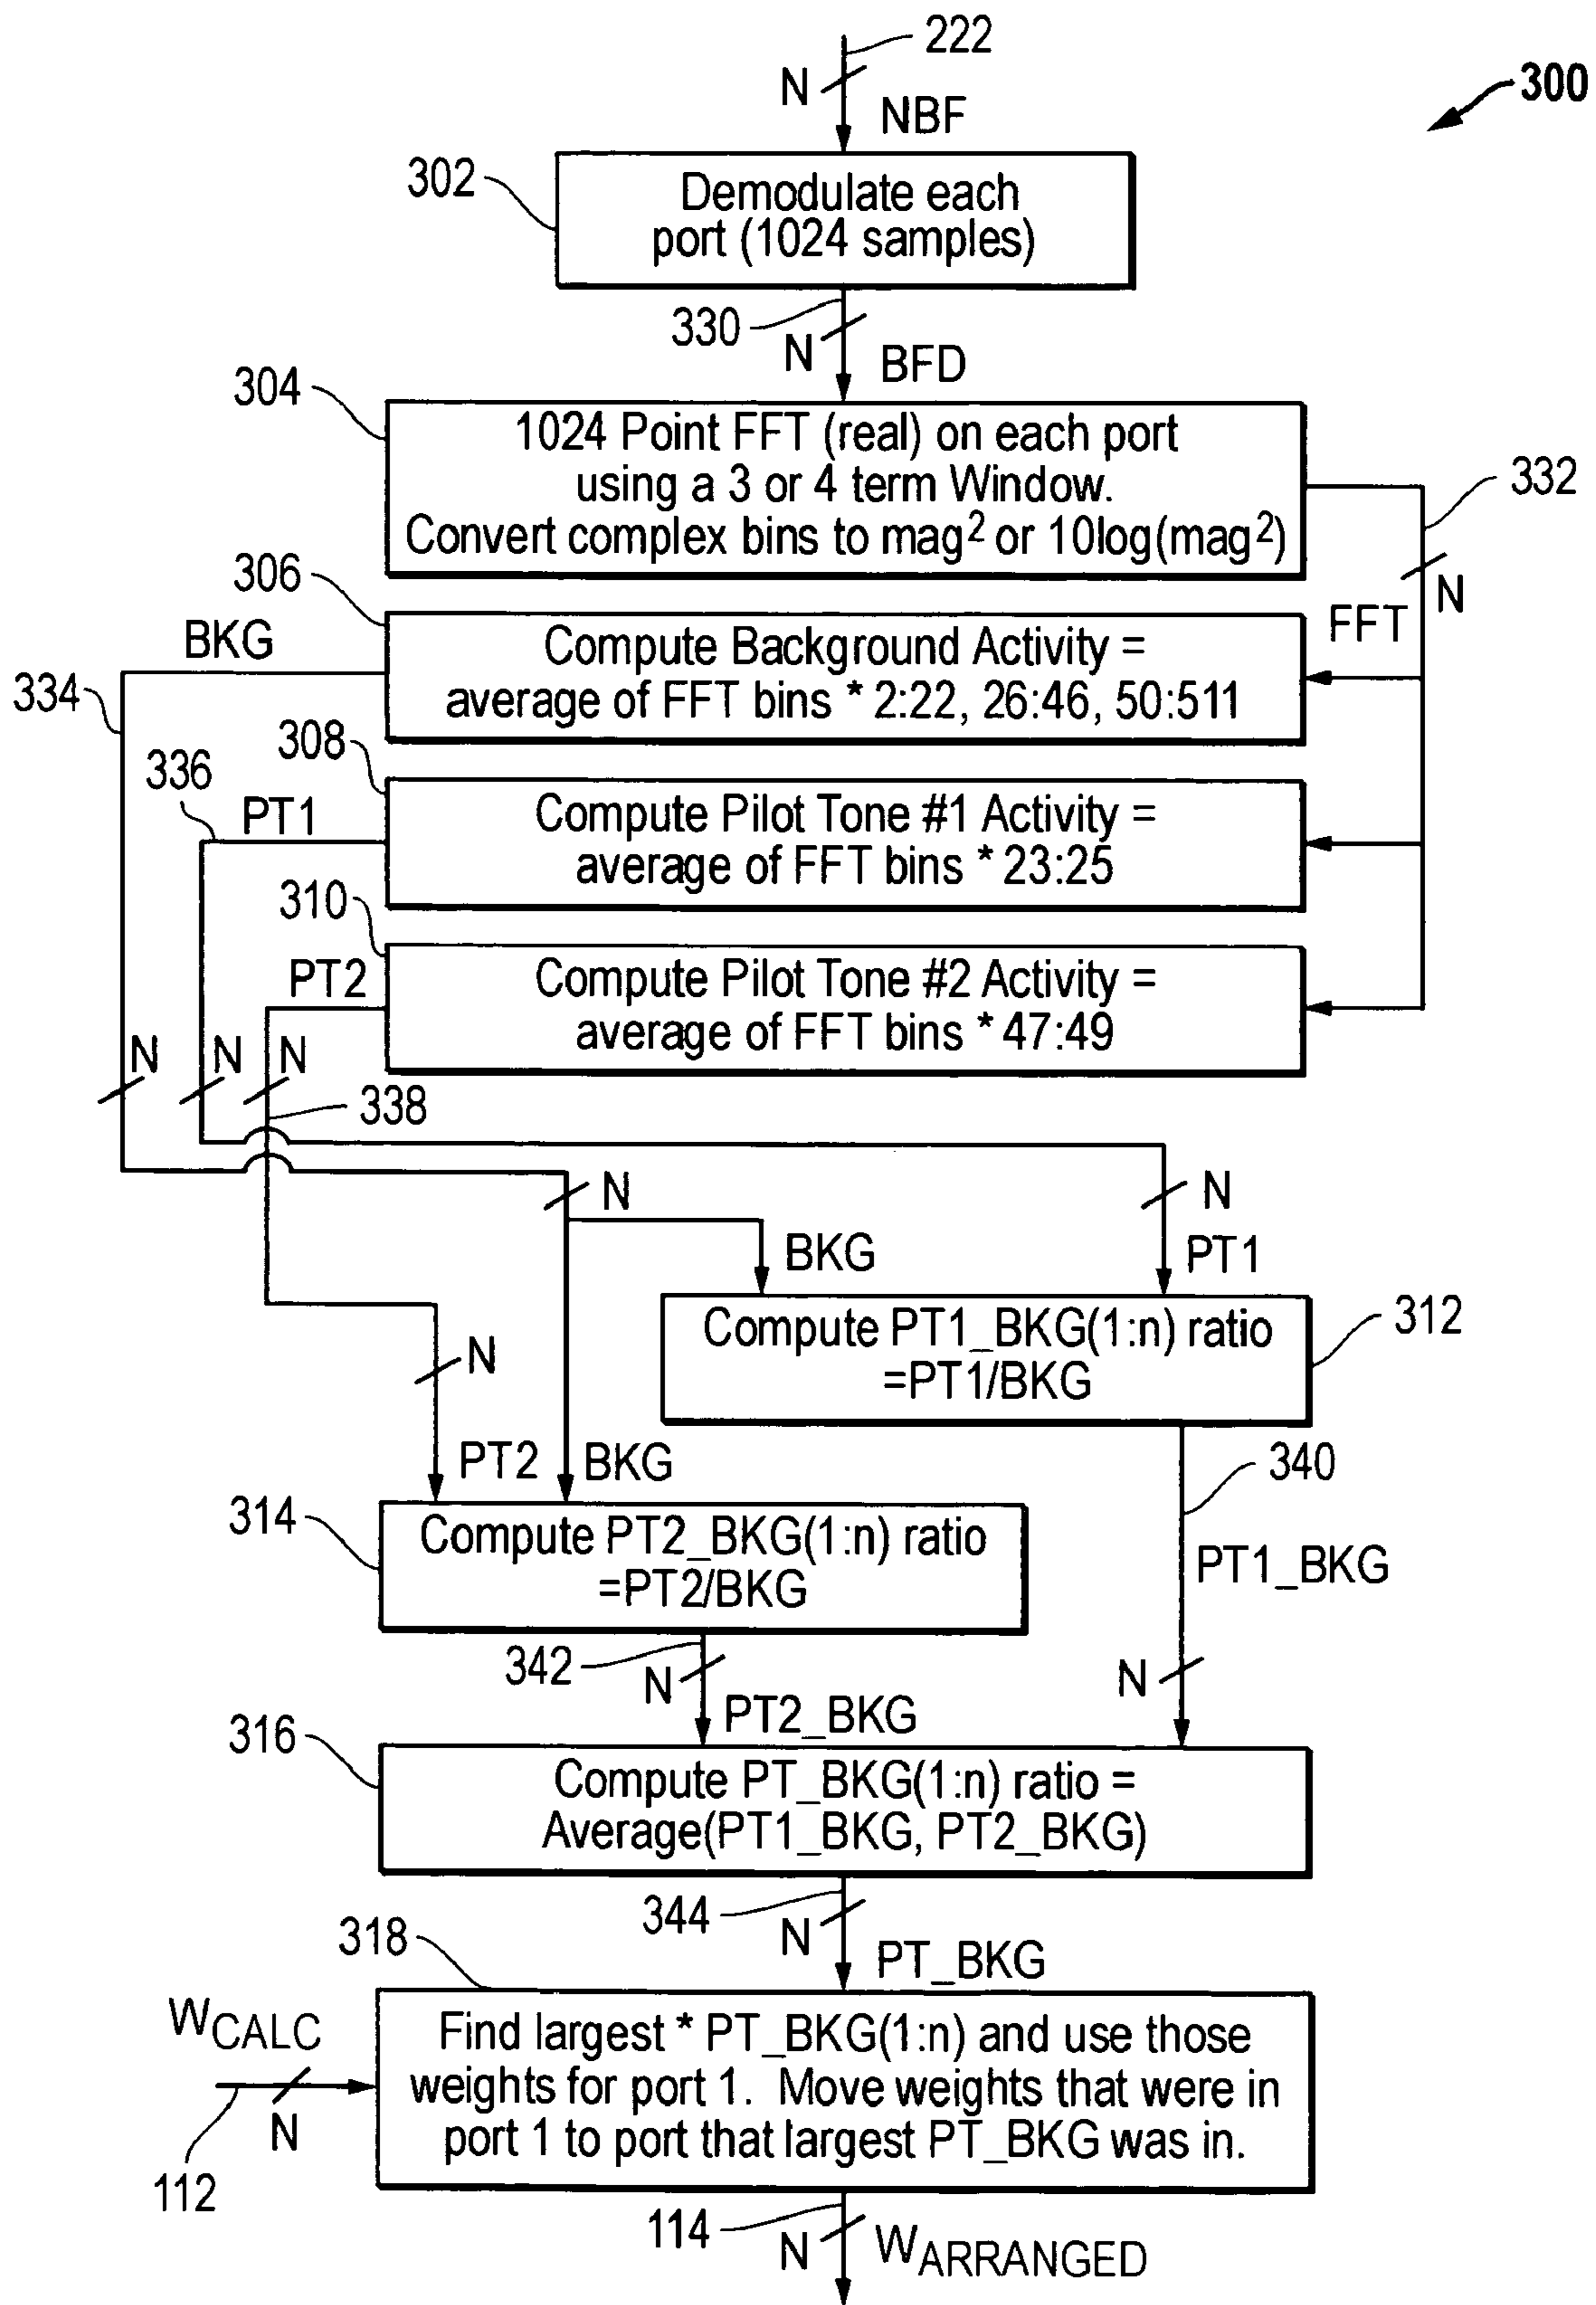 222
N
NBF
300
302
Demodulate each
port (1024 samples)
330
N
BFD
304
1024 Point FFT (real) on each port
using a 3 or 4 term Window.
Convert complex bins to mag² or 10log(mag²)
332
N
FFT
306
BKG
Compute Background Activity =
average of FFT bins * 2:22, 26:46, 50:511
334
308
336
PT1
Compute Pilot Tone #1 Activity =
average of FFT bins * 23:25
310
PT2
Compute Pilot Tone #2 Activity =
average of FFT bins * 47:49
N
N
N
338
N
N
BKG
PT1
312
Compute PT1_BKG(1:n) ratio
=PT1/BKG
N
PT2
BKG
340
314
Compute PT2_BKG(1:n) ratio
=PT2/BKG
PT1_BKG
342
N
N
PT2_BKG
316
Compute PT_BKG(1:n) ratio =
Average(PT1_BKG, PT2_BKG)
344
N
PT_BKG
318
WCALC
N
112
Find largest * PT_BKG(1:n) and use those
weights for port 1. Move weights that were in
port 1 to port that largest PT_BKG was in.
114
N
WARRANGED